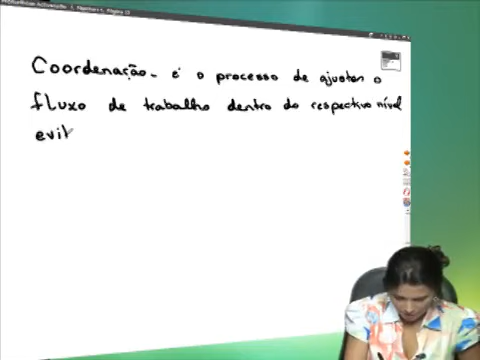 Coordenação - é o processo de ajustar o
fluxo de trabalho dentro do respectivo nível
evit